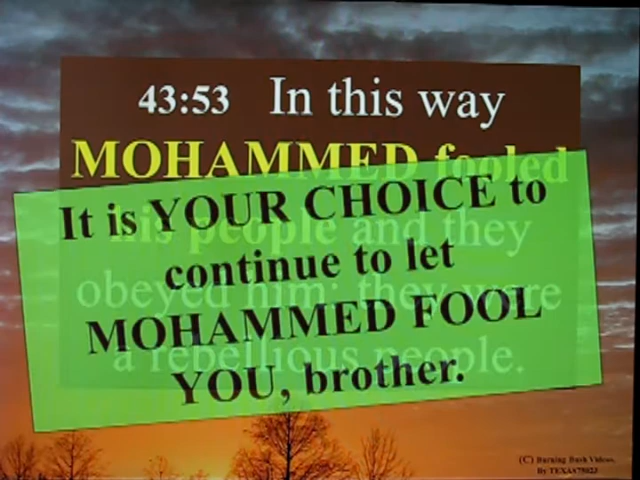 43:53 In this way
MOHAMMED fooled
his people and they
obeyed him: they were
a rebellious people.
It is YOUR CHOICE to
continue to let
MOHAMMED FOOL
YOU, brother.
(C) Burning Bush Videos.